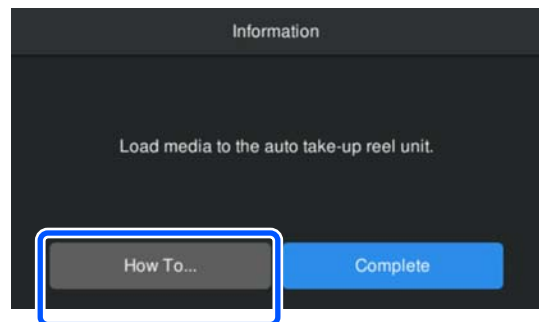 Information
Load media to the auto take-up reel unit.
How To...
Complete